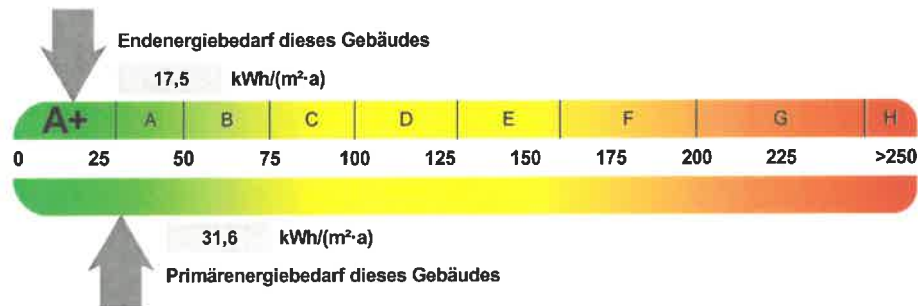 Endenergiebedarf dieses Gebäudes
17,5 kWh/(m²·a)
A+ A B C D E F G H
0 25 50 75 100 125 150 175 200 225 >250
31,6 kWh/(m²·a)
Primärenergiebedarf dieses Gebäudes